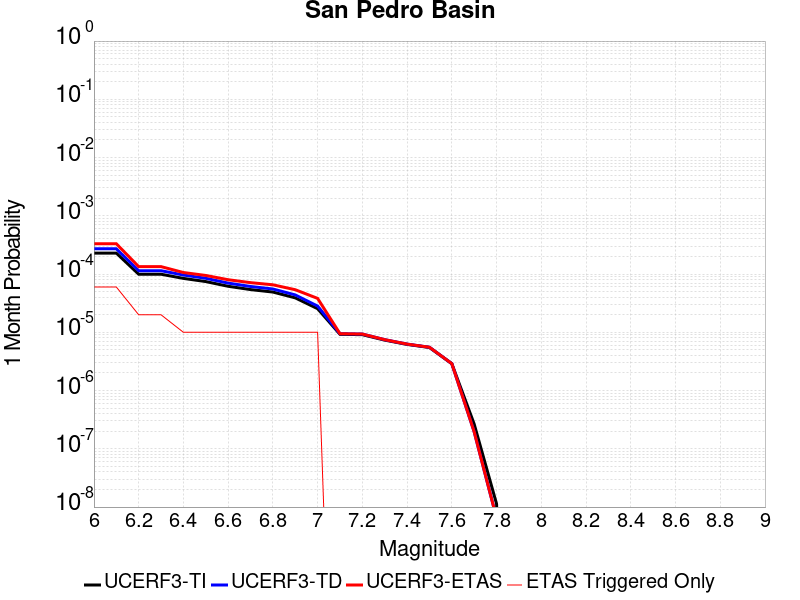 San Pedro Basin
10^0
10^-1
10^-2
10^-3
10^-4
10^-5
10^-6
10^-7
10^-8
1 Month Probability
6 6.2 6.4 6.6 6.8 7 7.2 7.4 7.6 7.8 8 8.2 8.4 8.6 8.8 9
Magnitude
UCERF3-TI UCERF3-TD UCERF3-ETAS ETAS Triggered Only